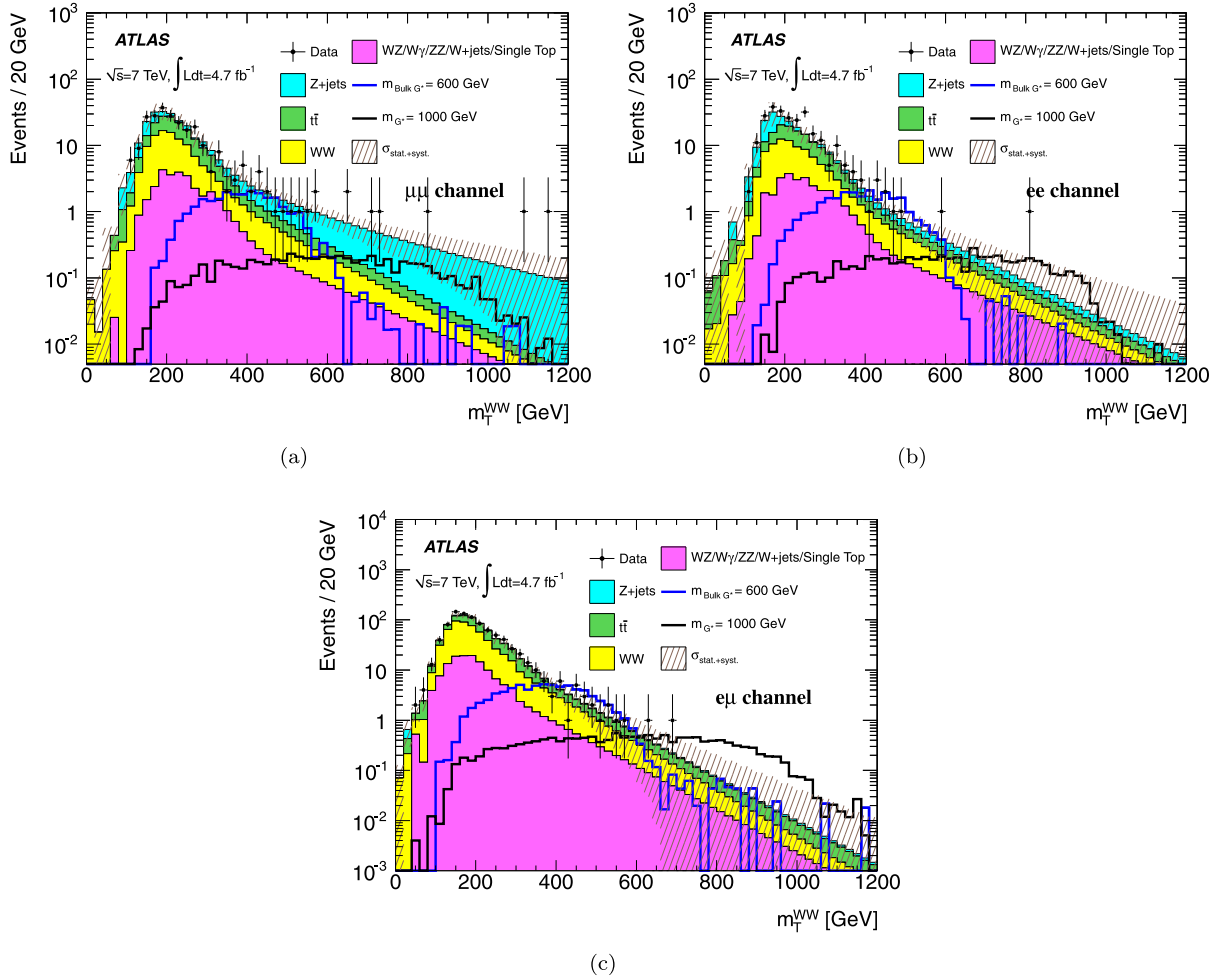 Events / 20 GeV
10³
10²
10
1
10⁻¹
10⁻²
ATLAS
√s=7 TeV, ∫Ldt=4.7 fb⁻¹
Data
Z+jets
tt̄
WW
WZ/Wγ/ZZ/W+jets/Single Top
m_Bulk G* = 600 GeV
m_G* = 1000 GeV
σ_stat.+syst.
μμ channel
0 200 400 600 800 1000 1200
m_T^WW [GeV]
(a)
Events / 20 GeV
10³
10²
10
1
10⁻¹
10⁻²
ATLAS
√s=7 TeV, ∫Ldt=4.7 fb⁻¹
Data
Z+jets
tt̄
WW
WZ/Wγ/ZZ/W+jets/Single Top
m_Bulk G* = 600 GeV
m_G* = 1000 GeV
σ_stat.+syst.
ee channel
0 200 400 600 800 1000 1200
m_T^WW [GeV]
(b)
Events / 20 GeV
10⁴
10³
10²
10
1
10⁻¹
10⁻²
10⁻³
ATLAS
√s=7 TeV, ∫Ldt=4.7 fb⁻¹
Data
Z+jets
tt̄
WW
WZ/Wγ/ZZ/W+jets/Single Top
m_Bulk G* = 600 GeV
m_G* = 1000 GeV
σ_stat.+syst.
eμ channel
0 200 400 600 800 1000 1200
m_T^WW [GeV]
(c)